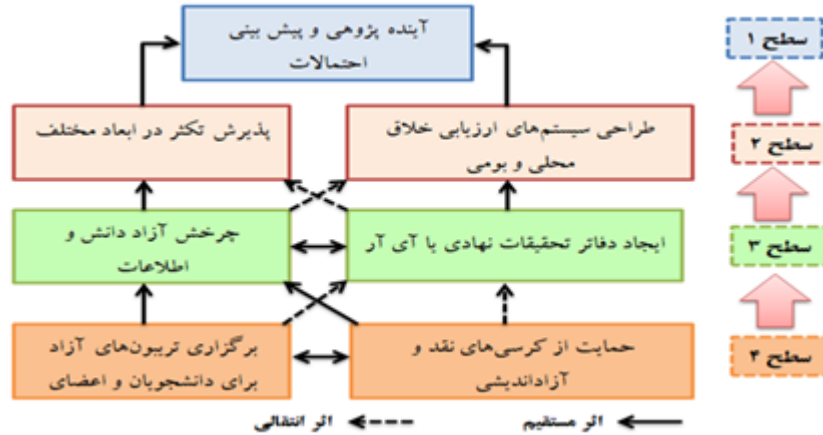 آینده پژوهی و پیش بینی
احتمالات
سطح ۱
طراحی سیستم‌های ارزیابی خلاق
محلی و بومی
پذیرش تکثر در ابعاد مختلف
سطح ۲
ایجاد دفاتر تحقیقات نهادی یا آی آر
چرخش آزاد دانش و
اطلاعات
سطح ۳
حمایت از کرسی‌های نقد و
آزاداندیشی
برگزاری تریبون‌های آزاد
برای دانشجویان و اعضای
سطح ۴
اثر مستقیم
اثر انتقالی